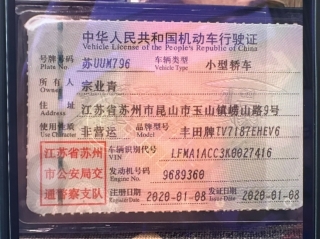 中华人民共和国机动车行驶证
Vehicle License of the People's Republic of China
号牌号码 苏UUM796 车辆类型 小型轿车
Plate No. Vehicle Type
所有人 宗业青
Owner
住址 江苏省苏州市昆山市玉山镇崂山路9号
Address
使用性质 非营运 品牌型号 丰田牌TV7187EHEV6
Use Character Model
江苏省苏州市公安局交通警察支队
车辆识别代号 LFMA1ACC3K0027416
VIN
发动机号码 9689360
Engine No.
注册日期 2020-01-08 发证日期 2020-01-08
Register Date Issue Date